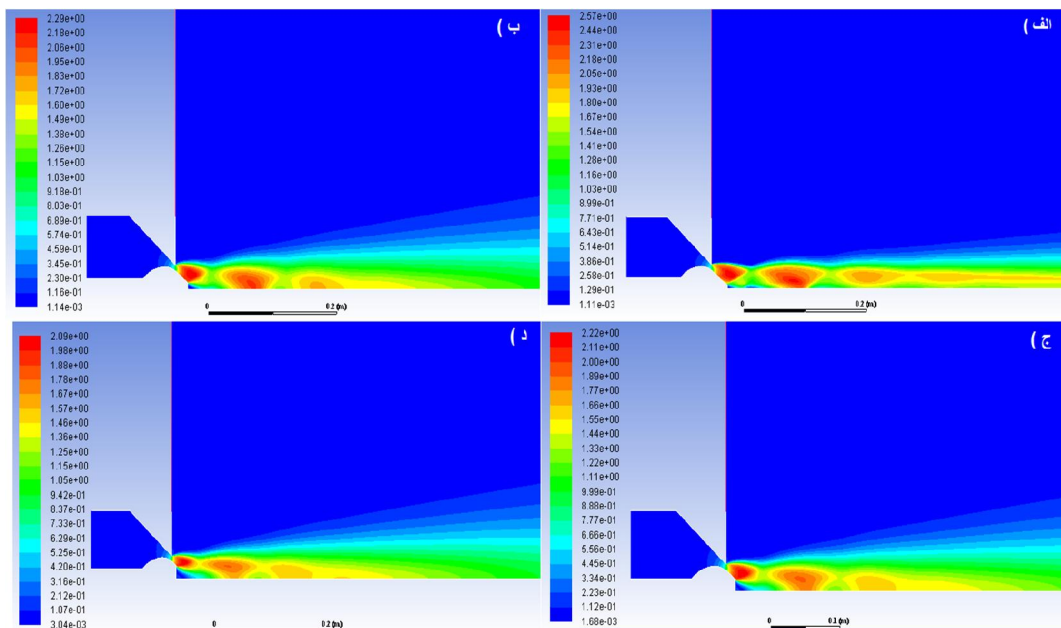 ب )
2.29e+00
2.18e+00
2.06e+00
1.95e+00
1.83e+00
1.72e+00
1.60e+00
1.49e+00
1.38e+00
1.26e+00
1.15e+00
1.03e+00
9.18e-01
8.03e-01
6.89e-01
5.74e-01
4.59e-01
3.45e-01
2.30e-01
1.16e-01
1.14e-03
0 0.2 (m)
الف )
2.57e+00
2.44e+00
2.31e+00
2.18e+00
2.05e+00
1.93e+00
1.80e+00
1.67e+00
1.54e+00
1.41e+00
1.28e+00
1.16e+00
1.03e+00
8.99e-01
7.71e-01
6.43e-01
5.14e-01
3.86e-01
2.58e-01
1.29e-01
1.11e-03
0 0.2 (m)
د )
2.09e+00
1.98e+00
1.88e+00
1.78e+00
1.67e+00
1.57e+00
1.46e+00
1.36e+00
1.25e+00
1.15e+00
1.05e+00
9.42e-01
8.37e-01
7.33e-01
6.29e-01
5.25e-01
4.20e-01
3.16e-01
2.12e-01
1.07e-01
3.04e-03
0 0.2 (m)
ج )
2.22e+00
2.11e+00
2.00e+00
1.89e+00
1.77e+00
1.66e+00
1.55e+00
1.44e+00
1.33e+00
1.22e+00
1.11e+00
9.99e-01
8.88e-01
7.77e-01
6.66e-01
5.56e-01
4.45e-01
3.34e-01
2.23e-01
1.12e-01
1.68e-03
0 0.1 (m)